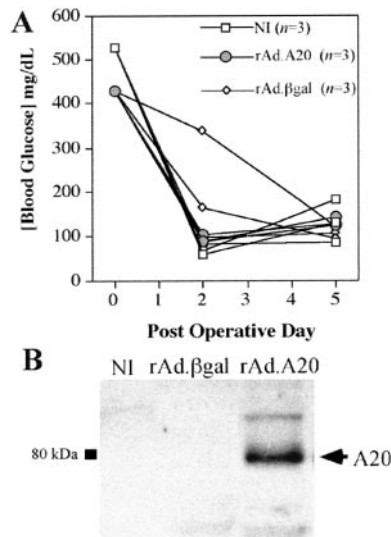 A
NI (n=3)
rAd.A20 (n=3)
rAd.βgal (n=3)
[Blood Glucose] mg/dL
600
500
400
300
200
100
0
0 1 2 3 4 5
Post Operative Day
B
NI rAd.βgal rAd.A20
80 kDa
A20